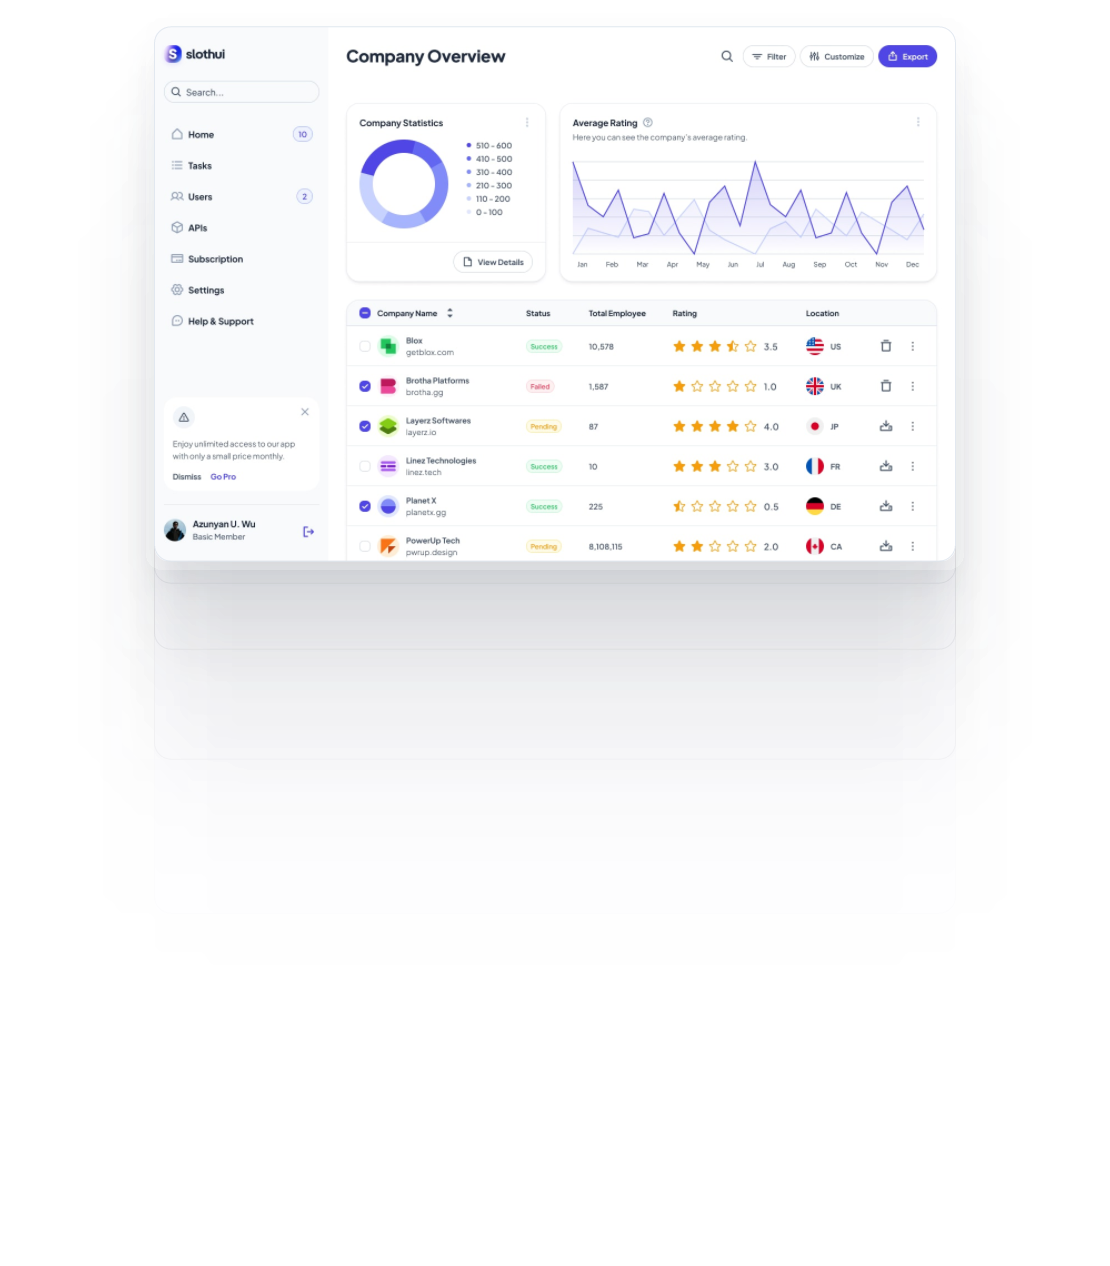 slothui
Search...
Home 10
Tasks
Users 2
APIs
Subscription
Settings
Help & Support
Enjoy unlimited access to our app
with only a small price monthly.
Dismiss Go Pro
Azunyan U. Wu
Basic Member
Company Overview
Filter Customize Export
Company Statistics
510 - 600
410 - 500
310 - 400
210 - 300
110 - 200
0 - 100
View Details
Average Rating
Here you can see the company's average rating.
Jan Feb Mar Apr May Jun Jul Aug Sep Oct Nov Dec
Company Name Status Total Employee Rating Location
Blox
getblox.com
Success 10,578 3.5 US
Brotha Platforms
brotha.gg
Failed 1,587 1.0 UK
Layerz Softwares
layerz.io
Pending 87 4.0 JP
Linez Technologies
linez.tech
Success 10 3.0 FR
Planet X
planetx.gg
Success 225 0.5 DE
PowerUp Tech
pwrup.design
Pending 8,108,115 2.0 CA